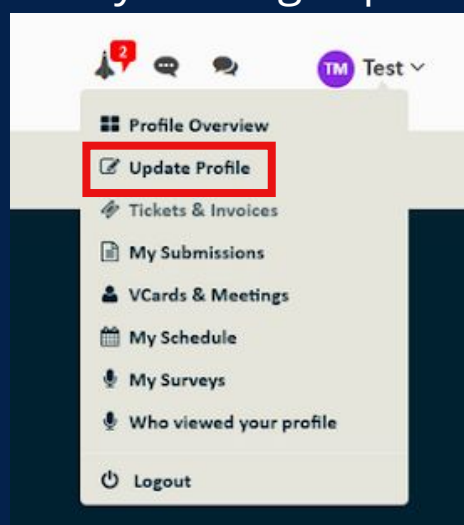 2
TM Test
Profile Overview
Update Profile
Tickets & Invoices
My Submissions
VCards & Meetings
My Schedule
My Surveys
Who viewed your profile
Logout